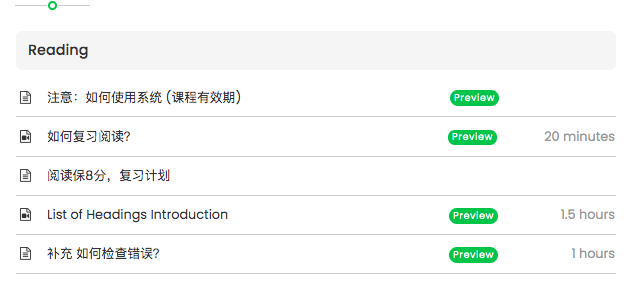 Reading
注意：如何使用系统 (课程有效期) Preview
如何复习阅读? Preview 20 minutes
阅读保8分，复习计划
List of Headings Introduction Preview 1.5 hours
补充 如何检查错误? Preview 1 hours